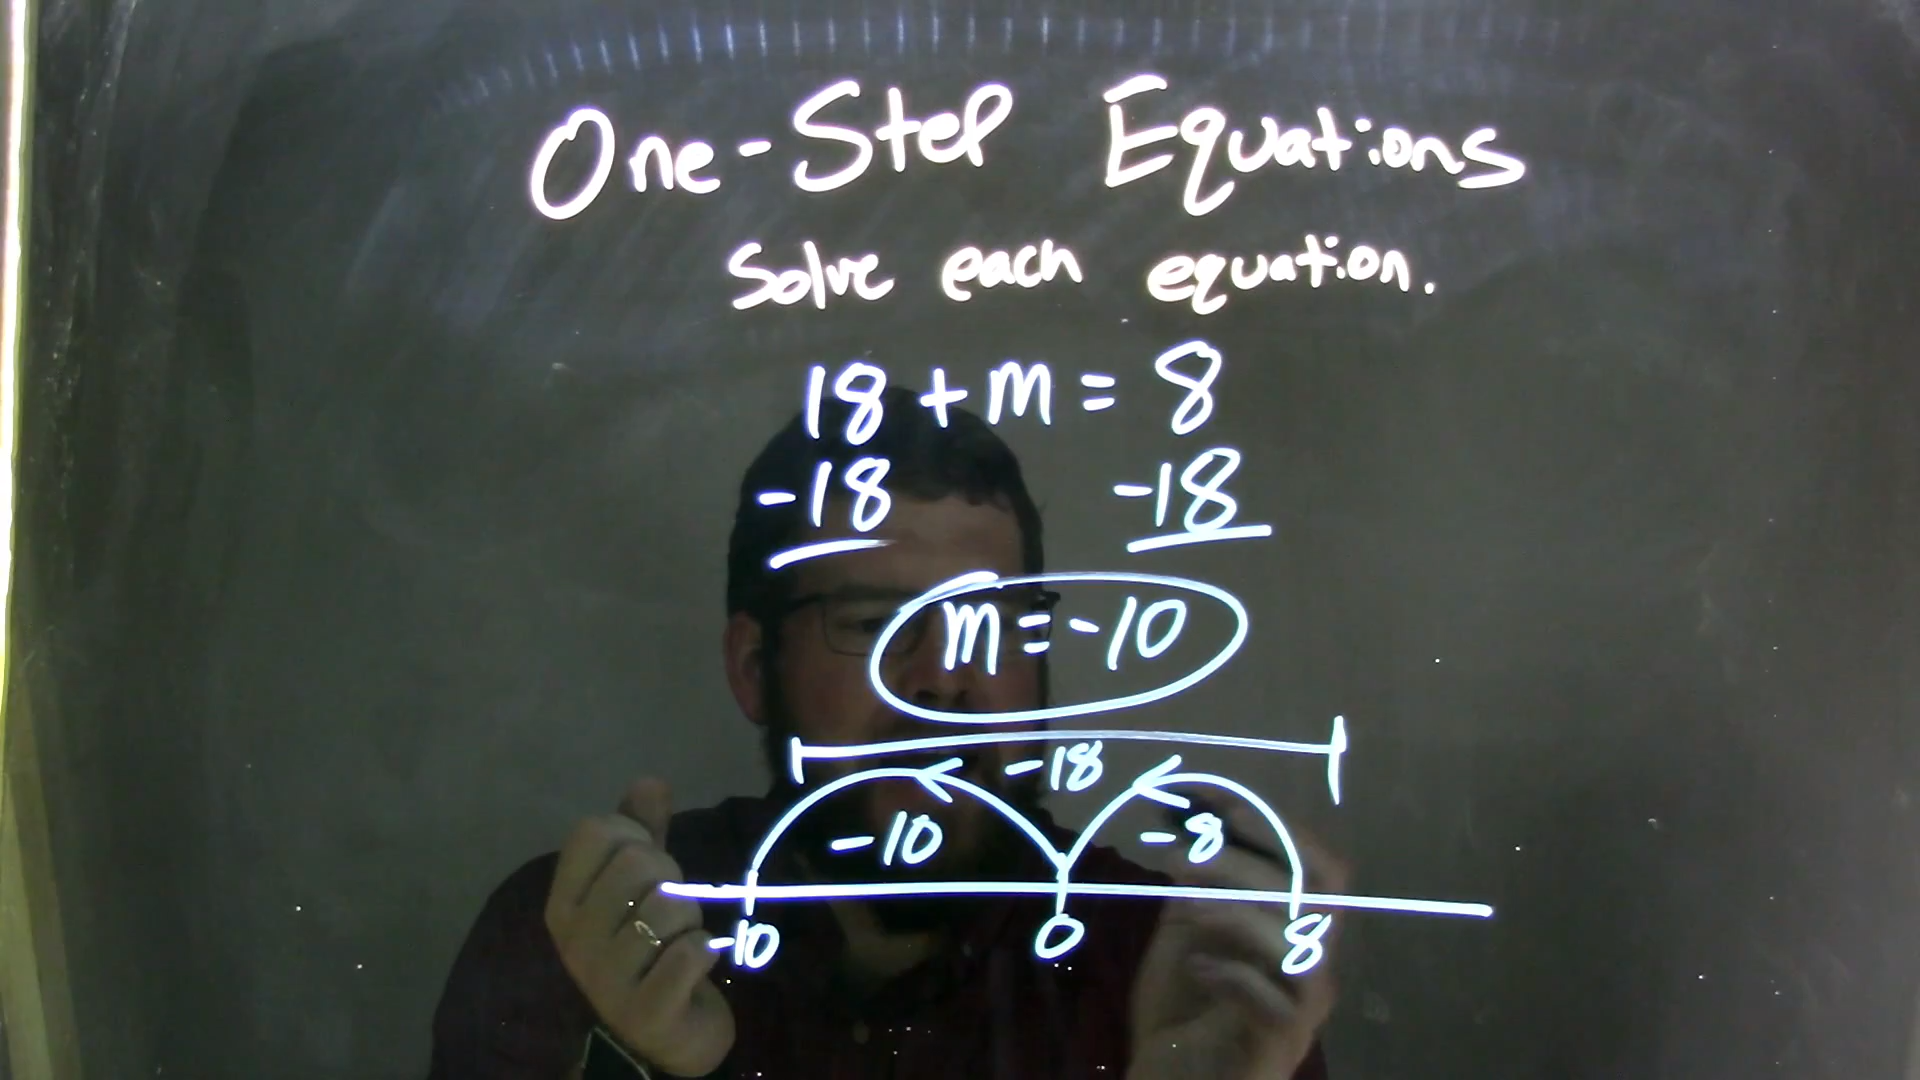 One-Step Equations
Solve each equation.
18 + m = 8
-18 -18
m = -10
-18
-10 -8
-10 0 8